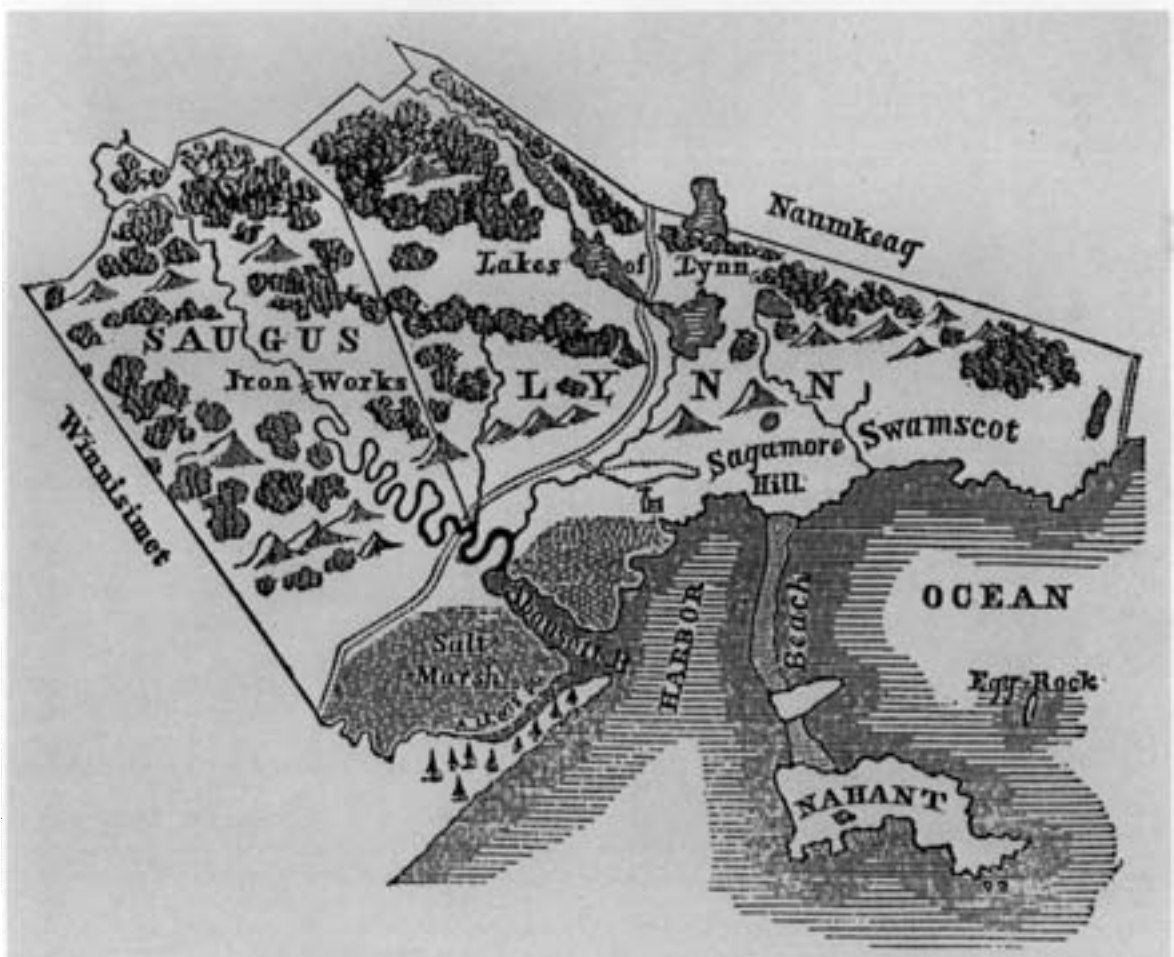 Naumkeag
Lakes of Lynn
SAUGUS
Iron Works
LYNN
Winnisimet
Swamscot
Sagamore
Hill
HARBOR
Beach
OCEAN
Salt
Marsh
Egg Rock
NAHANT